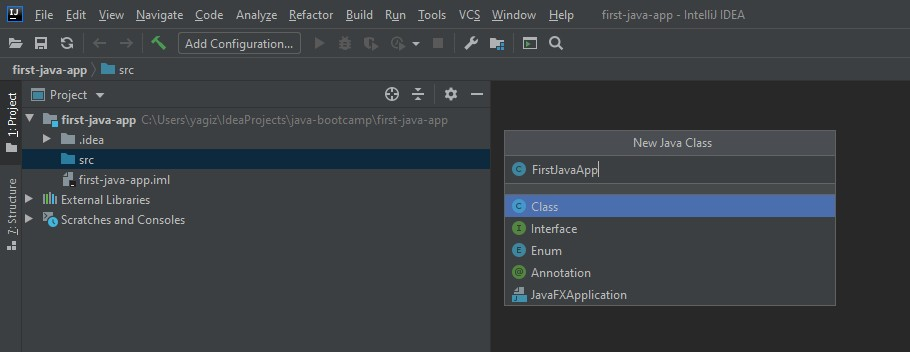 IJ File Edit View Navigate Code Analyze Refactor Build Run Tools VCS Window Help first-java-app - IntelliJ IDEA
Add Configuration...
first-java-app src
1: Project
7: Structure
Project
first-java-app C:\Users\yagiz\IdeaProjects\java-bootcamp\first-java-app
.idea
src
first-java-app.iml
External Libraries
Scratches and Consoles
New Java Class
C FirstJavaApp
C Class
I Interface
E Enum
@ Annotation
JavaFXApplication